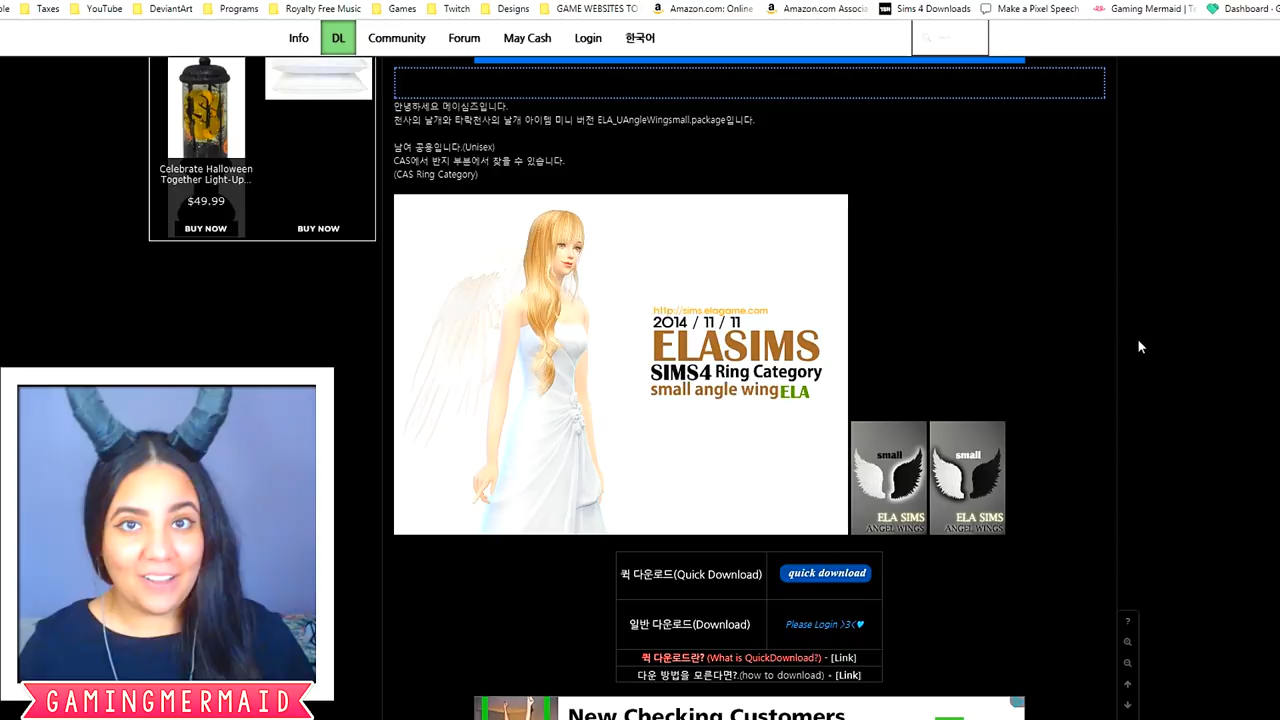 Taxes
YouTube
DeviantArt
Programs
Royalty Free Music
Games
Twitch
Designs
GAME WEBSITES TO
Amazon.com: Online
Amazon.com Associa
Sims 4 Downloads
Make a Pixel Speech
Gaming Mermaid | Te
Dashboard - G
Info
DL
Community
Forum
May Cash
Login
한국어
안녕하세요 메이심즈입니다.
천사의 날개와 타락천사의 날개 아이템 미니 버전 ELA_UAngleWingsmall.package입니다.
남여 공용입니다.(Unisex)
CAS에서 반지 부분에서 찾을 수 있습니다.
(CAS Ring Category)
Celebrate Halloween
Together Light-Up...
$49.99
BUY NOW
BUY NOW
http://sims.elagame.com
2014 / 11 / 11
ELASIMS
SIMS4 Ring Category
small angle wing ELA
small
ELA SIMS
ANGEL WINGS
small
ELA SIMS
ANGEL WINGS
퀵 다운로드(Quick Download)
quick download
일반 다운로드(Download)
Please Login >3<♥
퀵 다운로드란? (What is QuickDownload?) - [Link]
다운 방법을 모른다면?.(how to download) - [Link]
?
GAMINGMERMAID
New Checking Customers